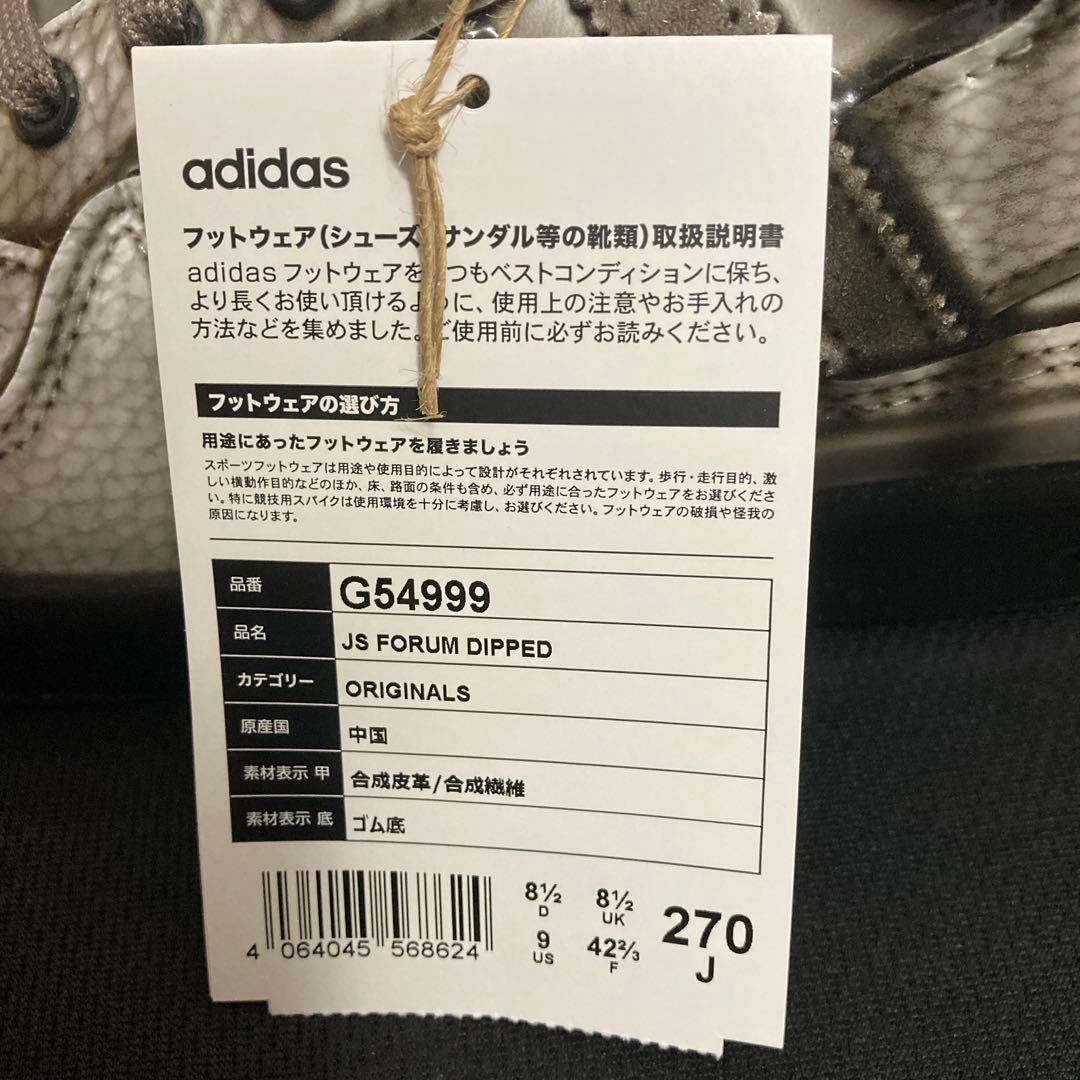 adidas
フットウェア(シューズ サンダル等の靴類)取扱説明書
adidas フットウェアを つもベストコンディションに保ち、
より長くお使い頂けるように、使用上の注意やお手入れの
方法などを集めました。ご使用前に必ずお読みください。
フットウェアの選び方
用途にあったフットウェアを履きましょう
スポーツフットウェアは用途や使用目的によって設計がそれぞれされています。歩行・走行目的、激
しい横動作目的などのほか、床、路面の条件も含め、必ず用途に合ったフットウェアをお選びくださ
い。特に競技用スパイクは使用環境を十分に考慮し、お選びください。フットウェアの破損や怪我の
原因になります。
品番 G54999
品名 JS FORUM DIPPED
カテゴリー ORIGINALS
原産国 中国
素材表示 甲 合成皮革/合成繊維
素材表示 底 ゴム底
8½ 8½ 270
D UK J
9 42⅔
US F
4 064045 568624